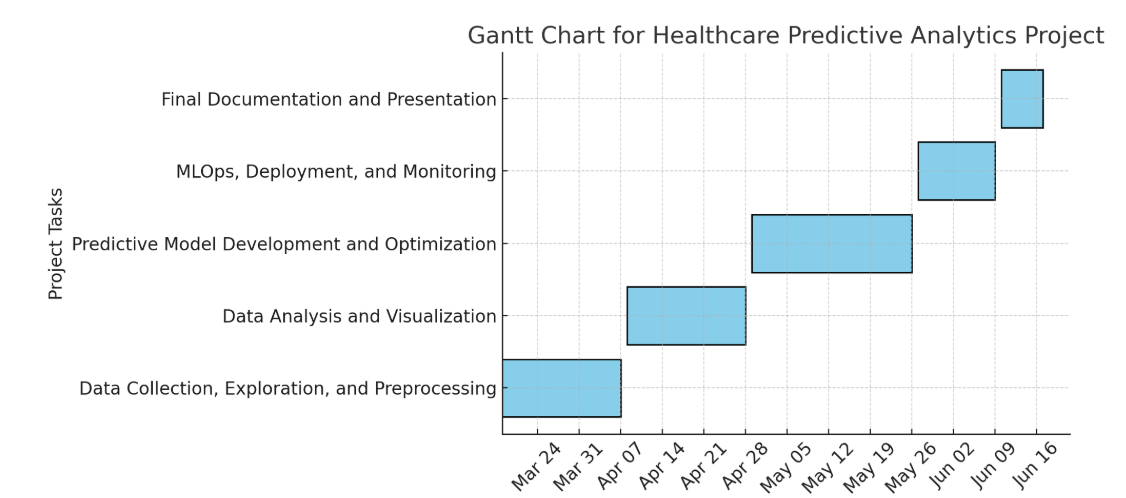 Gantt Chart for Healthcare Predictive Analytics Project
Project Tasks
Final Documentation and Presentation
MLOps, Deployment, and Monitoring
Predictive Model Development and Optimization
Data Analysis and Visualization
Data Collection, Exploration, and Preprocessing
Mar 24
Mar 31
Apr 07
Apr 14
Apr 21
Apr 28
May 05
May 12
May 19
May 26
Jun 02
Jun 09
Jun 16